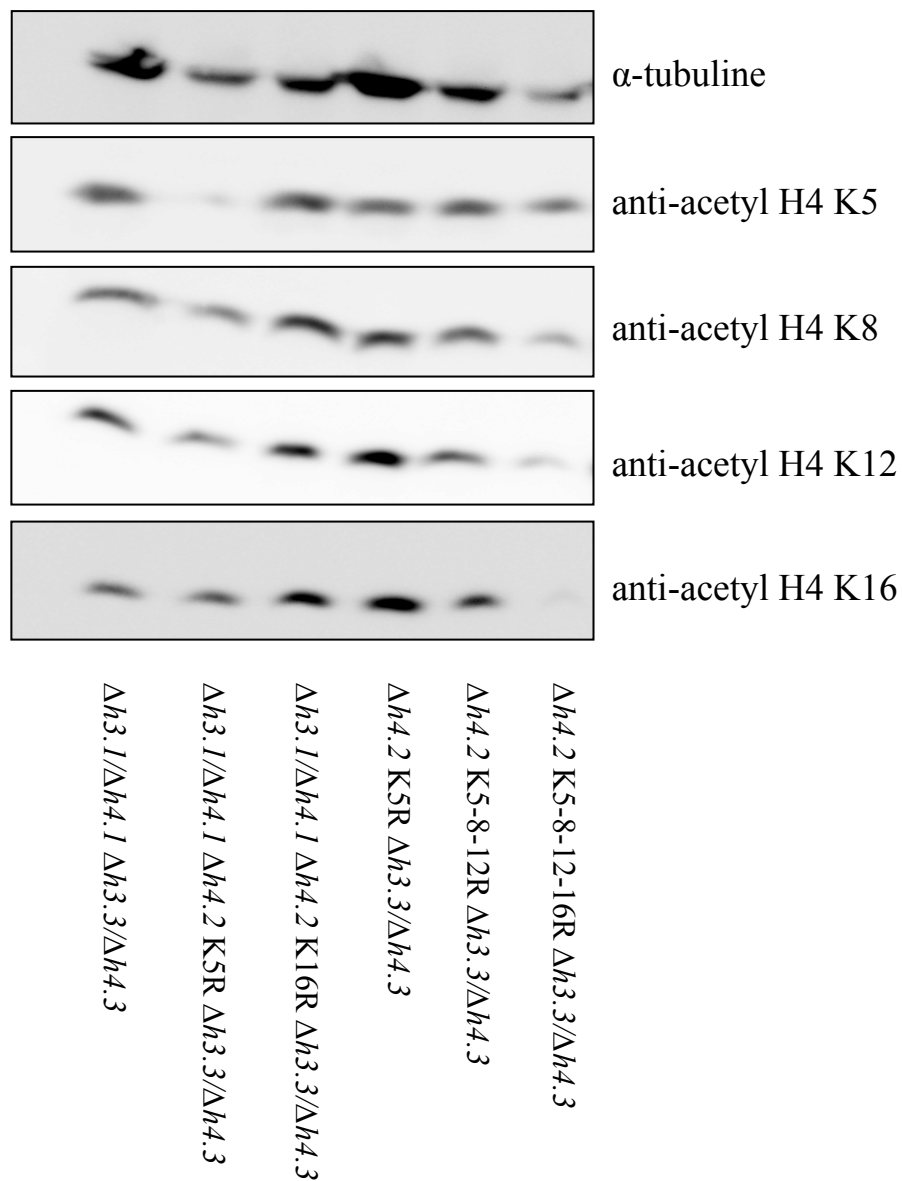 α-tubuline
anti-acetyl H4 K5
anti-acetyl H4 K8
anti-acetyl H4 K12
anti-acetyl H4 K16
Δh3.1/Δh4.1 Δh3.3/Δh4.3
Δh3.1/Δh4.1 Δh4.2 K5R Δh3.3/Δh4.3
Δh3.1/Δh4.1 Δh4.2 K16R Δh3.3/Δh4.3
Δh4.2 K5R Δh3.3/Δh4.3
Δh4.2 K5-8-12R Δh3.3/Δh4.3
Δh4.2 K5-8-12-16R Δh3.3/Δh4.3